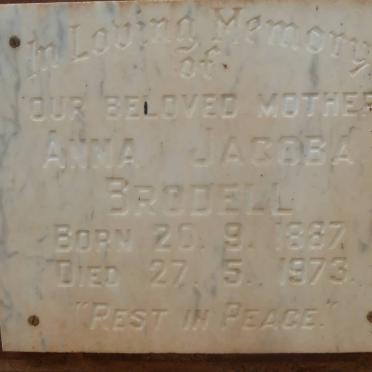 In Loving Memory
of
OUR BELOVED MOTHER
ANNA JACOBA
BRODELL
BORN 20. 9. 1887
DIED 27. 5. 1973.
"REST IN PEACE."